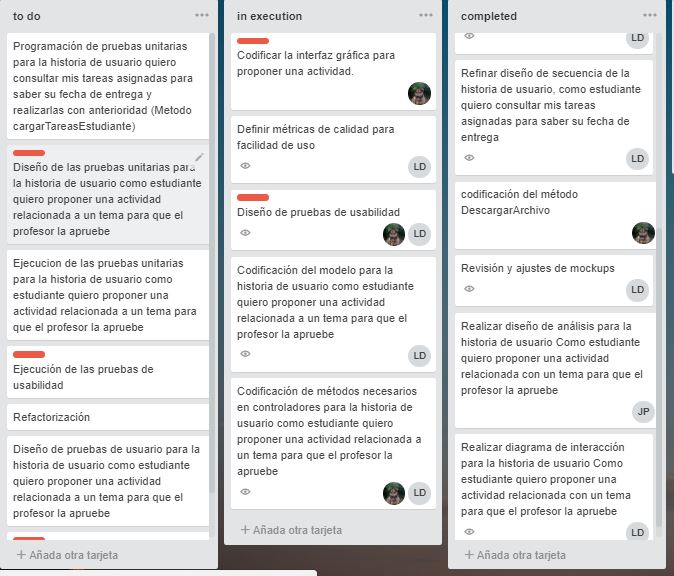 to do
Programación de pruebas unitarias
para la historia de usuario quiero
consultar mis tareas asignadas para
saber su fecha de entrega y
realizarlas con anterioridad (Metodo
cargarTareasEstudiante)
Diseño de las pruebas unitarias para
la historia de usuario como estudiante
quiero proponer una actividad
relacionada a un tema para que el
profesor la apruebe
Ejecucion de las pruebas unitarias
para la historia de usuario como
estudiante quiero proponer una
actividad relacionada a un tema para
que el profesor la apruebe
Ejecución de las pruebas de
usabilidad
Refactorización
Diseño de pruebas de usuario para la
historia de usuario como estudiante
quiero proponer una actividad
relacionada a un tema para que el
profesor la apruebe
+ Añada otra tarjeta
in execution
Codificar la interfaz gráfica para
proponer una actividad.
Definir métricas de calidad para
facilidad de uso
LD
Diseño de pruebas de usabilidad
LD
Codificación del modelo para la
historia de usuario como estudiante
quiero proponer una actividad
relacionada a un tema para que el
profesor la apruebe
LD
Codificación de métodos necesarios
en controladores para la historia de
usuario como estudiante quiero
proponer una actividad relacionada a
un tema para que el profesor la
apruebe
LD
+ Añada otra tarjeta
completed
LD
Refinar diseño de secuencia de la
historia de usuario, como estudiante
quiero consultar mis tareas
asignadas para saber su fecha de
entrega
LD
codificación del método
DescargarArchivo
Revisión y ajustes de mockups
LD
Realizar diseño de análisis para la
historia de usuario Como estudiante
quiero proponer una actividad
relacionada con un tema para que el
profesor la apruebe
JP
Realizar diagrama de interacción
para la historia de usuario Como
estudiante quiero proponer una
actividad relacionada con un tema
para que el profesor la apruebe
LD
+ Añada otra tarjeta